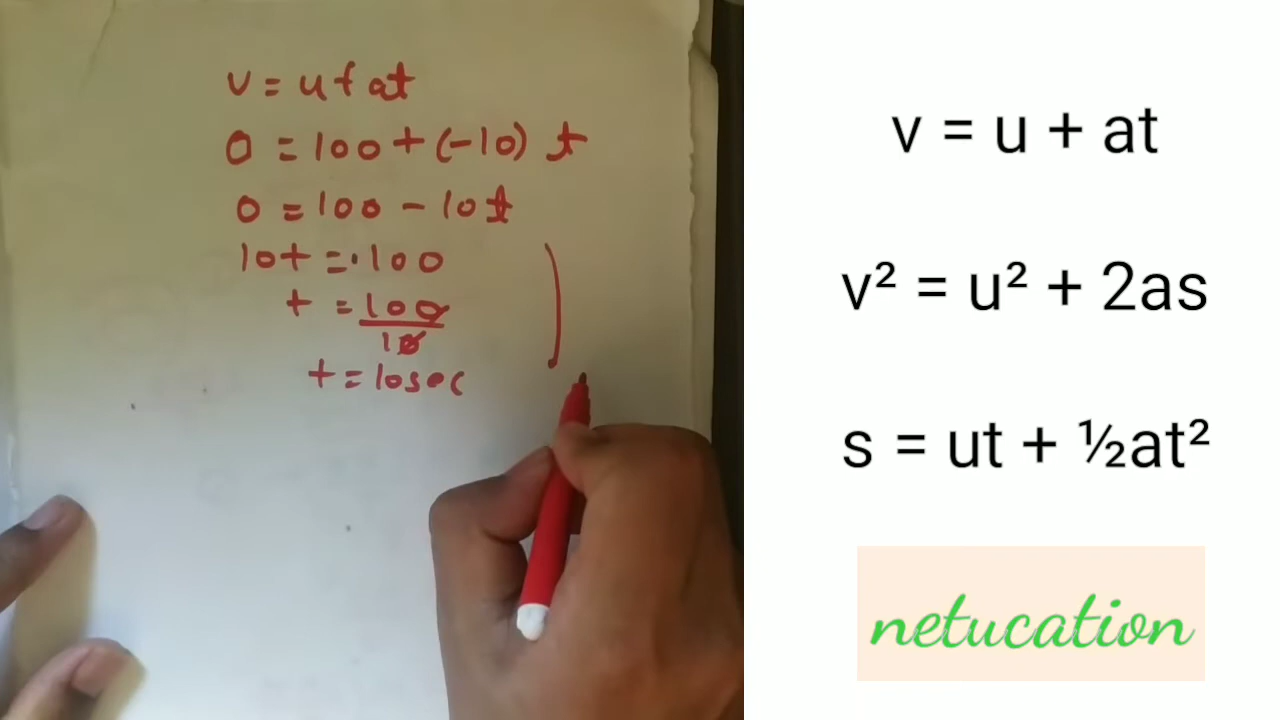 v = u + at
0 = 100 + (-10) t
0 = 100 - 10t
10t = 100
t = 100
10
t = 10sec
v = u + at
v² = u² + 2as
s = ut + ½at²
netucation